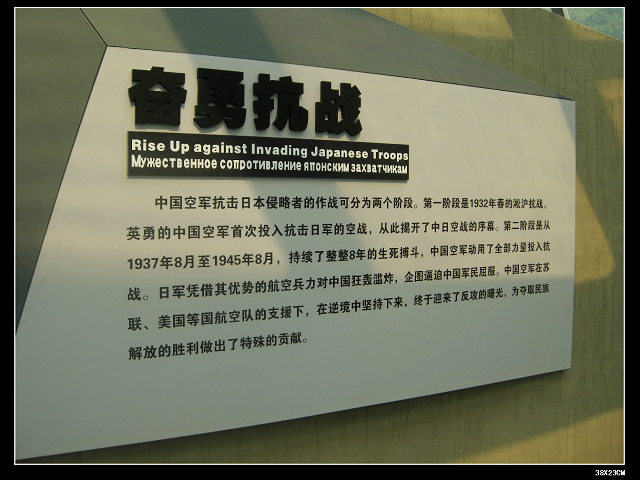 奋勇抗战
Rise Up against Invading Japanese Troops
Мужественное сопротивление японским захватчикам
中国空军抗击日本侵略者的作战可分为两个阶段。第一阶段是1932年春的淞沪抗战,
英勇的中国空军首次投入抗击日军的空战，从此揭开了中日空战的序幕。第二阶段是从
1937年8月至1945年8月，持续了整整8年的生死搏斗，中国空军动用了全部力量投入抗
战。日军凭借其优势的航空兵力对中国狂轰滥炸，企图逼迫中国军民屈服。中国空军在苏
联、美国等国航空队的支援下，在逆境中坚持下来，终于迎来了反攻的曙光，为夺取民族
解放的胜利做出了特殊的贡献。
38X23CM